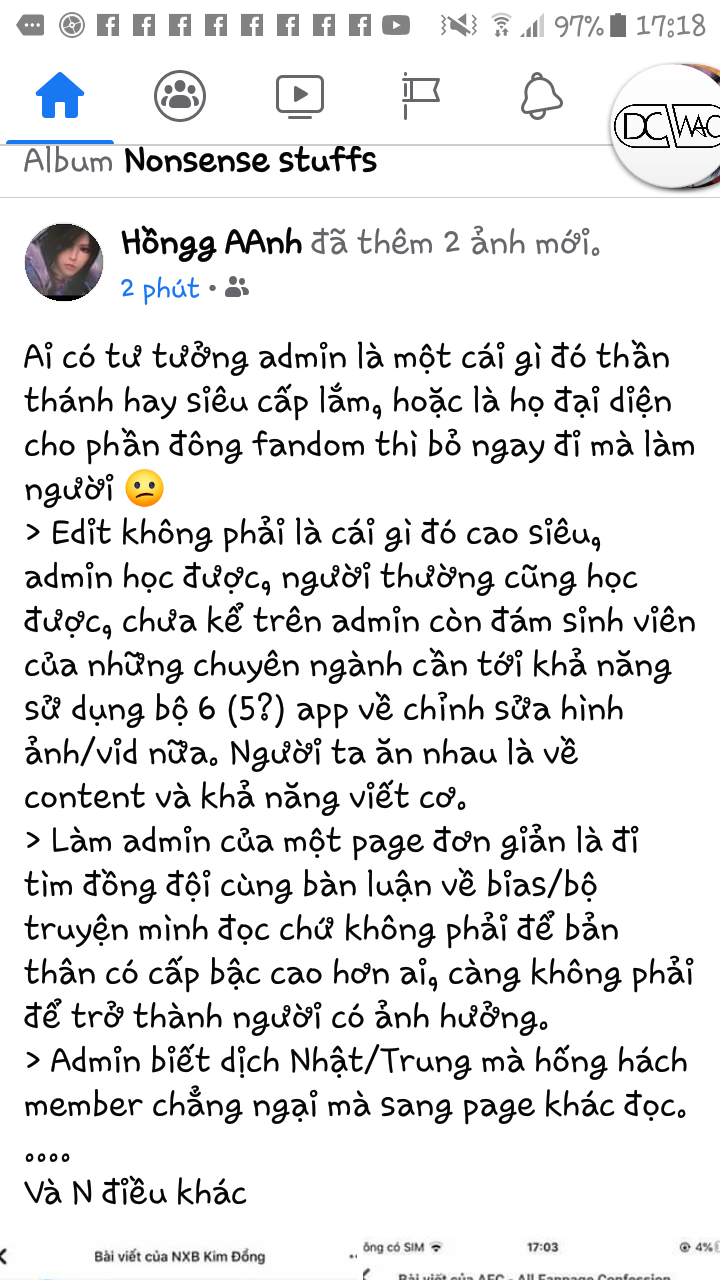 97% 17:18
DC WAC
Album Nonsense stuffs
Hồngg AAnh đã thêm 2 ảnh mới.
2 phút •
Ai có tư tưởng admin là một cái gì đó thần
thánh hay siêu cấp lắm, hoặc là họ đại diện
cho phần đông fandom thì bỏ ngay đi mà làm
người 😕
> Edit không phải là cái gì đó cao siêu,
admin học được, người thường cũng học
được, chưa kể trên admin còn đám sinh viên
của những chuyên ngành cần tới khả năng
sử dụng bộ 6 (5?) app về chỉnh sửa hình
ảnh/vid nữa. Người ta ăn nhau là về
content và khả năng viết cơ.
> Làm admin của một page đơn giản là đi
tìm đồng đội cùng bàn luận về bias/bộ
truyện mình đọc chứ không phải để bản
thân có cấp bậc cao hơn ai, càng không phải
để trở thành người có ảnh hưởng.
> Admin biết dịch Nhật/Trung mà hống hách
member chẳng ngại mà sang page khác đọc.
....
Và N điều khác
ông có SIM 17:03 4%
Bài viết của NXB Kim Đồng
Bài viết của AFC - All Fanpage Confession